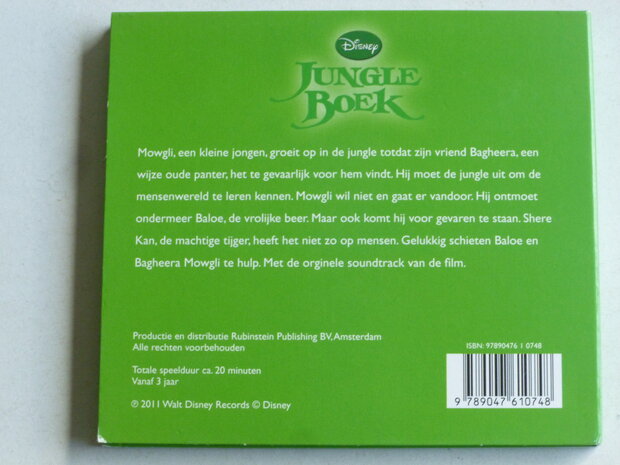 Disney
JUNGLE
BOEK
Mowgli, een kleine jongen, groeit op in de jungle totdat zijn vriend Bagheera, een
wijze oude panter, het te gevaarlijk voor hem vindt. Hij moet de jungle uit om de
mensenwereld te leren kennen. Mowgli wil niet en gaat er vandoor. Hij ontmoet
ondermeer Baloe, de vrolijke beer. Maar ook komt hij voor gevaren te staan. Shere
Kan, de machtige tijger, heeft het niet zo op mensen. Gelukkig schieten Baloe en
Bagheera Mowgli te hulp. Met de orginele soundtrack van de film.
Productie en distributie Rubinstein Publishing BV, Amsterdam
Alle rechten voorbehouden
Totale speelduur ca. 20 minuten
Vanaf 3 jaar
℗ 2011 Walt Disney Records © Disney
ISBN: 97890476 1 0748
9 789047 610748